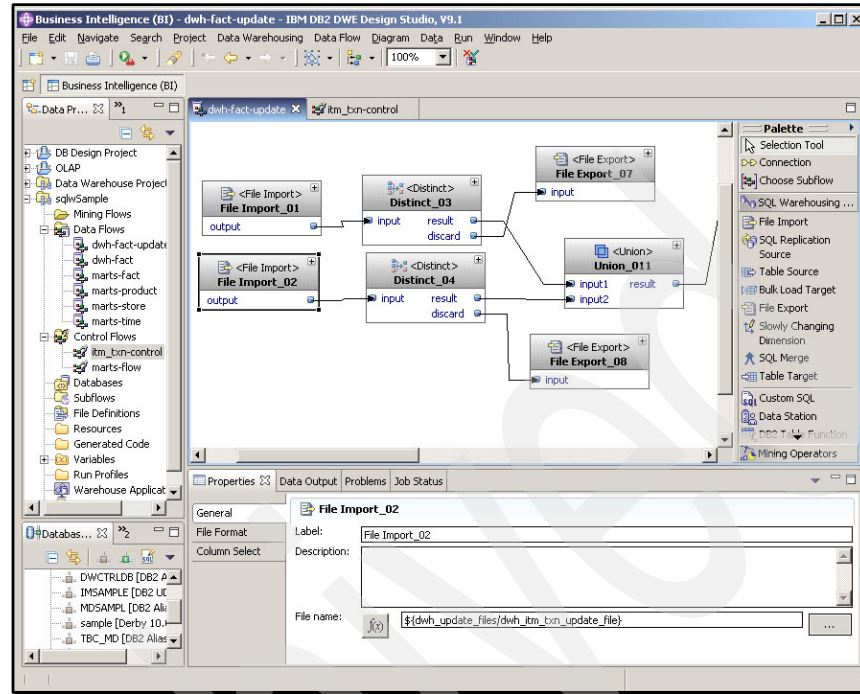 Business Intelligence (BI) - dwh-fact-update - IBM DB2 DWE Design Studio, V9.1
File Edit Navigate Search Project Data Warehousing Data Flow Diagram Data Run Window Help
100%
Business Intelligence (BI)
Data Pr... »1
DB Design Project
OLAP
Data Warehouse Project
sqlwSample
Mining Flows
Data Flows
dwh-fact-update
dwh-fact
marts-fact
marts-product
marts-store
marts-time
Control Flows
itm_txn-control
marts-flow
Databases
Subflows
File Definitions
Resources
Generated Code
Variables
Run Profiles
Warehouse Applicat
dwh-fact-update itm_txn-control
<File Import>
File Import_01
output
<Distinct>
Distinct_03
input result
discard
<File Export>
File Export_07
input
<File Import>
File Import_02
output
<Distinct>
Distinct_04
input result
discard
<Union>
Union_011
input1 result
input2
<File Export>
File Export_08
input
Palette
Selection Tool
Connection
Choose Subflow
SQL Warehousing ...
File Import
SQL Replication
Source
Table Source
Bulk Load Target
File Export
Slowly Changing
Dimension
SQL Merge
Table Target
Custom SQL
Data Station
DB2 Table Function
Mining Operators
Databas... »2
DWCTRLDB [DB2 A
IMSAMPLE [DB2 UD
MDSAMPL [DB2 Alia
sample [Derby 10.
TBC_MD [DB2 Alias
Properties Data Output Problems Job Status
General
File Format
Column Select
File Import_02
Label: File Import_02
Description:
File name: f(x) ${dwh_update_files/dwh_itm_txn_update_file} ...